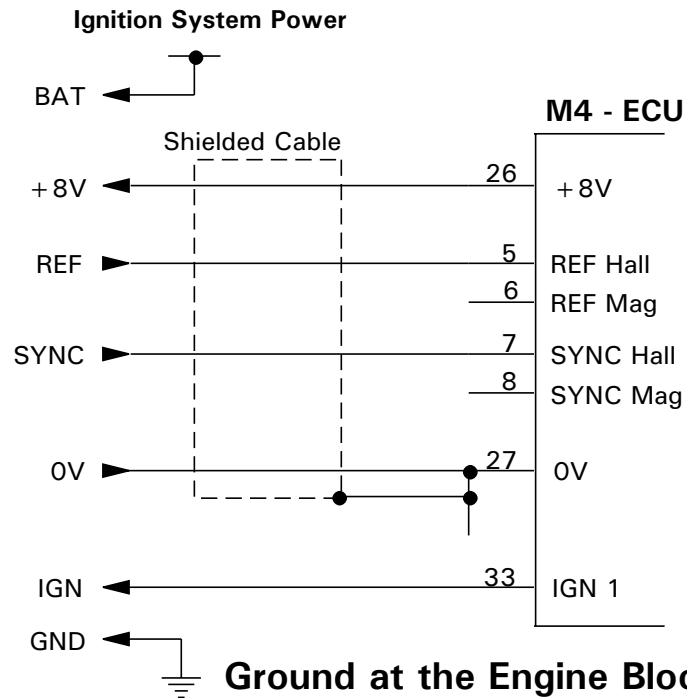 Ignition System Power
BAT
M4 - ECU
Shielded Cable
+8V 26 +8V
REF 5 REF Hall
6 REF Mag
SYNC 7 SYNC Hall
8 SYNC Mag
0V 27 0V
IGN 33 IGN 1
GND
Ground at the Engine Bloc